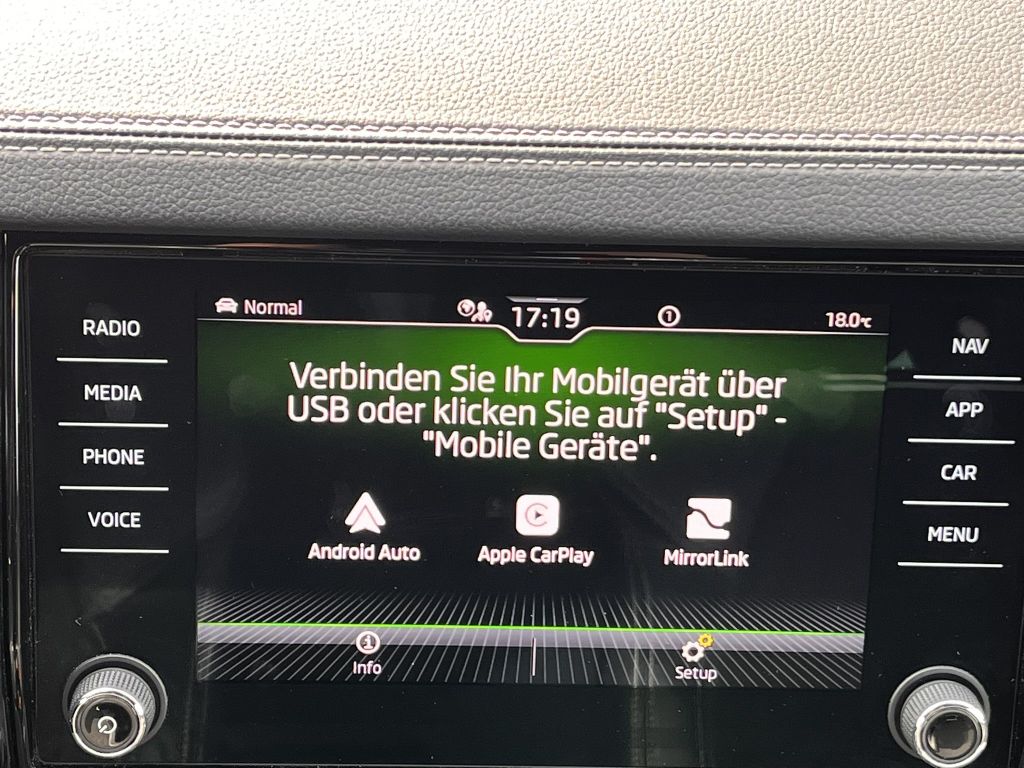 Normal
17:19
1
18.0°C
RADIO
MEDIA
PHONE
VOICE
NAV
APP
CAR
MENU
Verbinden Sie Ihr Mobilgerät über
USB oder klicken Sie auf "Setup" -
"Mobile Geräte".
Android Auto
Apple CarPlay
MirrorLink
Info
Setup